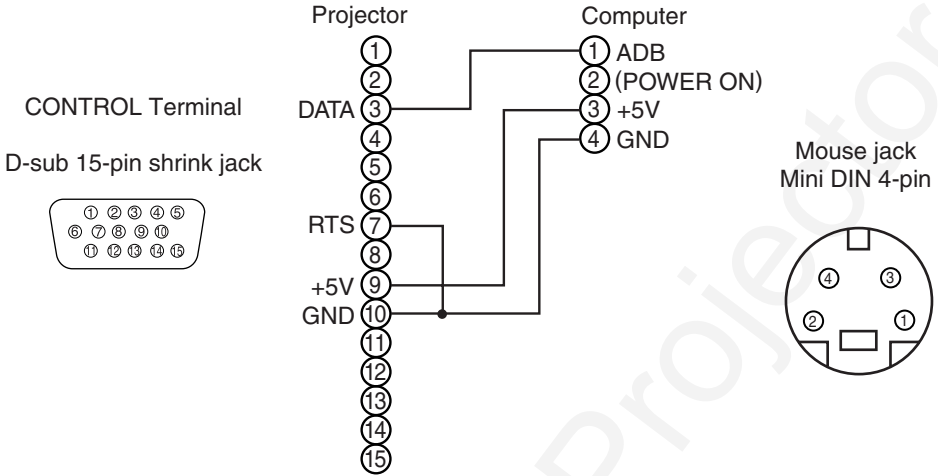 Projector
Computer
CONTROL Terminal
D-sub 15-pin shrink jack
1 2 3 4 5
6 7 8 9 10
11 12 13 14 15
1
2
DATA 3
4
5
6
RTS 7
8
+5V 9
GND 10
11
12
13
14
15
1 ADB
2 (POWER ON)
3 +5V
4 GND
Mouse jack
Mini DIN 4-pin
4 3
2 1
Projector